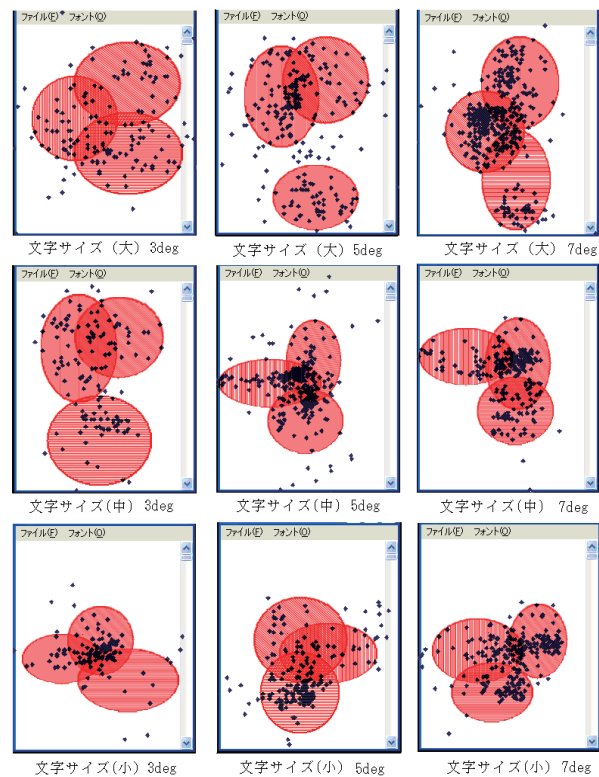 ファイル(F) フォント(O)
ファイル(F) フォント(O)
ファイル(F) フォント(O)
文字サイズ (大) 3deg
文字サイズ (大) 5deg
文字サイズ (大) 7deg
ファイル(F) フォント(O)
ファイル(F) フォント(O)
ファイル(F) フォント(O)
文字サイズ(中) 3deg
文字サイズ(中) 5deg
文字サイズ(中) 7deg
ファイル(F) フォント(O)
ファイル(F) フォント(O)
ファイル(F) フォント(O)
文字サイズ(小) 3deg
文字サイズ(小) 5deg
文字サイズ(小) 7deg